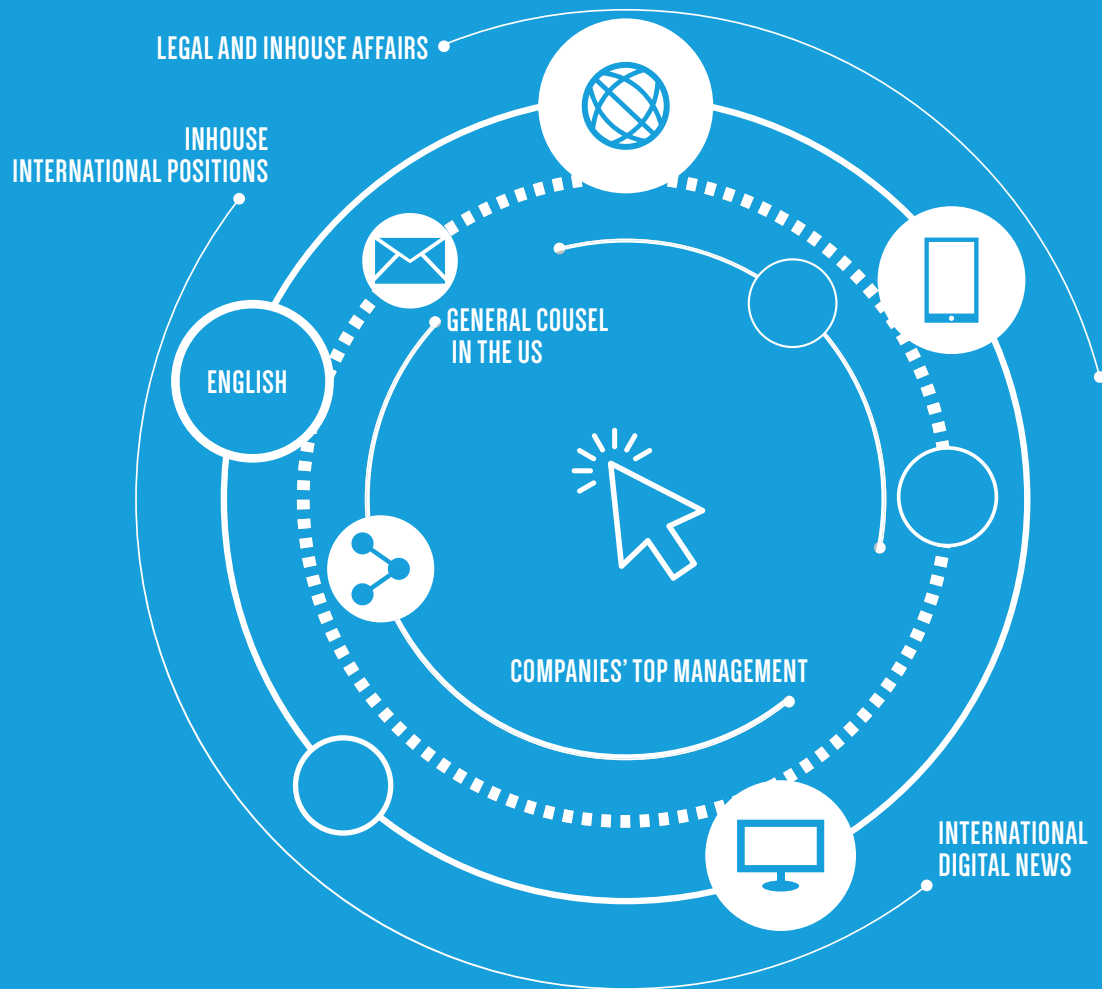 LEGAL AND INHOUSE AFFAIRS
INHOUSE
INTERNATIONAL POSITIONS
GENERAL COUSEL
IN THE US
ENGLISH
COMPANIES' TOP MANAGEMENT
INTERNATIONAL
DIGITAL NEWS